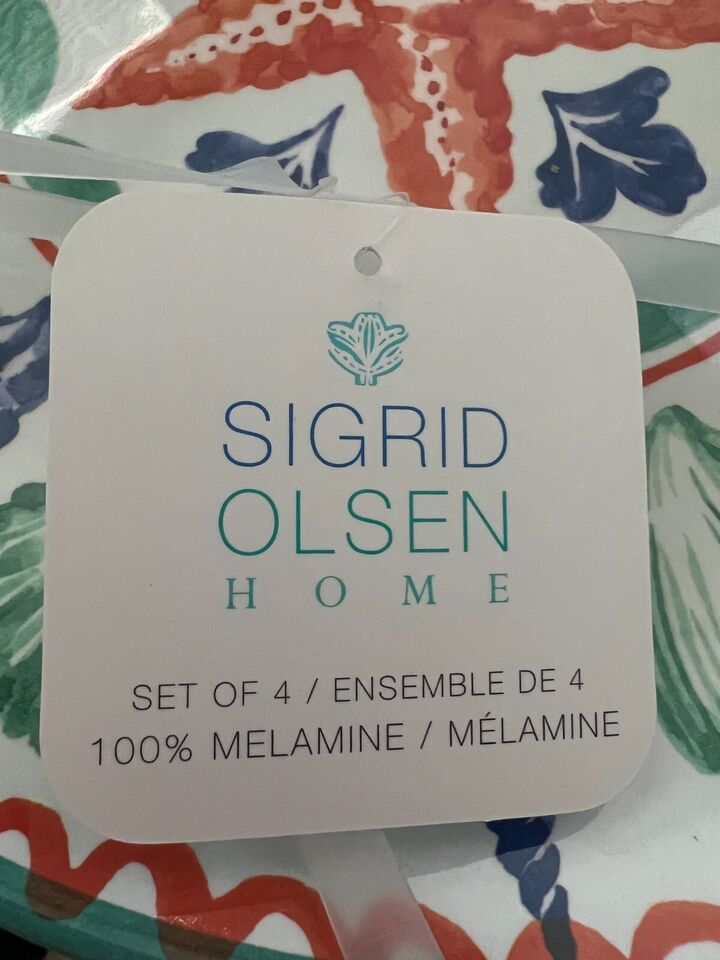 SIGRID
OLSEN
HOME
SET OF 4 / ENSEMBLE DE 4
100% MELAMINE / MÉLAMINE